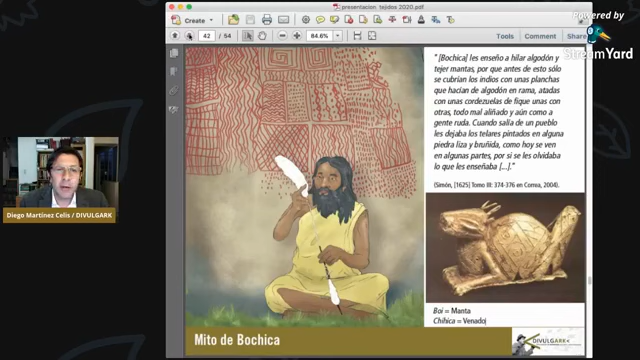 presentacion tejidos 2020.pdf
Powered by
StreamYard
Create
42 / 54
84.6%
Tools
Comment
Share
"[Bochica] les enseño a hilar algodón y
tejer mantas, por que antes de esto sólo
se cubrían los indios con unas planchas
que hacían de algodón en rama, atadas
con unas cordezuelas de fique unas con
otras, todo mal aliñado y aún como a
gente ruda. Cuando salía de un pueblo
les dejaba los telares pintados en alguna
piedra liza y bruñida, como hoy se ven
en algunas partes, por si se les olvidaba
lo que les enseñaba [...]."
(Simón, [1625] Tomo III: 374-376 en Correa, 2004).
Diego Martínez Celis / DIVULGARK
Boi = Manta
Chihica = Venado
Mito de Bochica
DIVULGARK